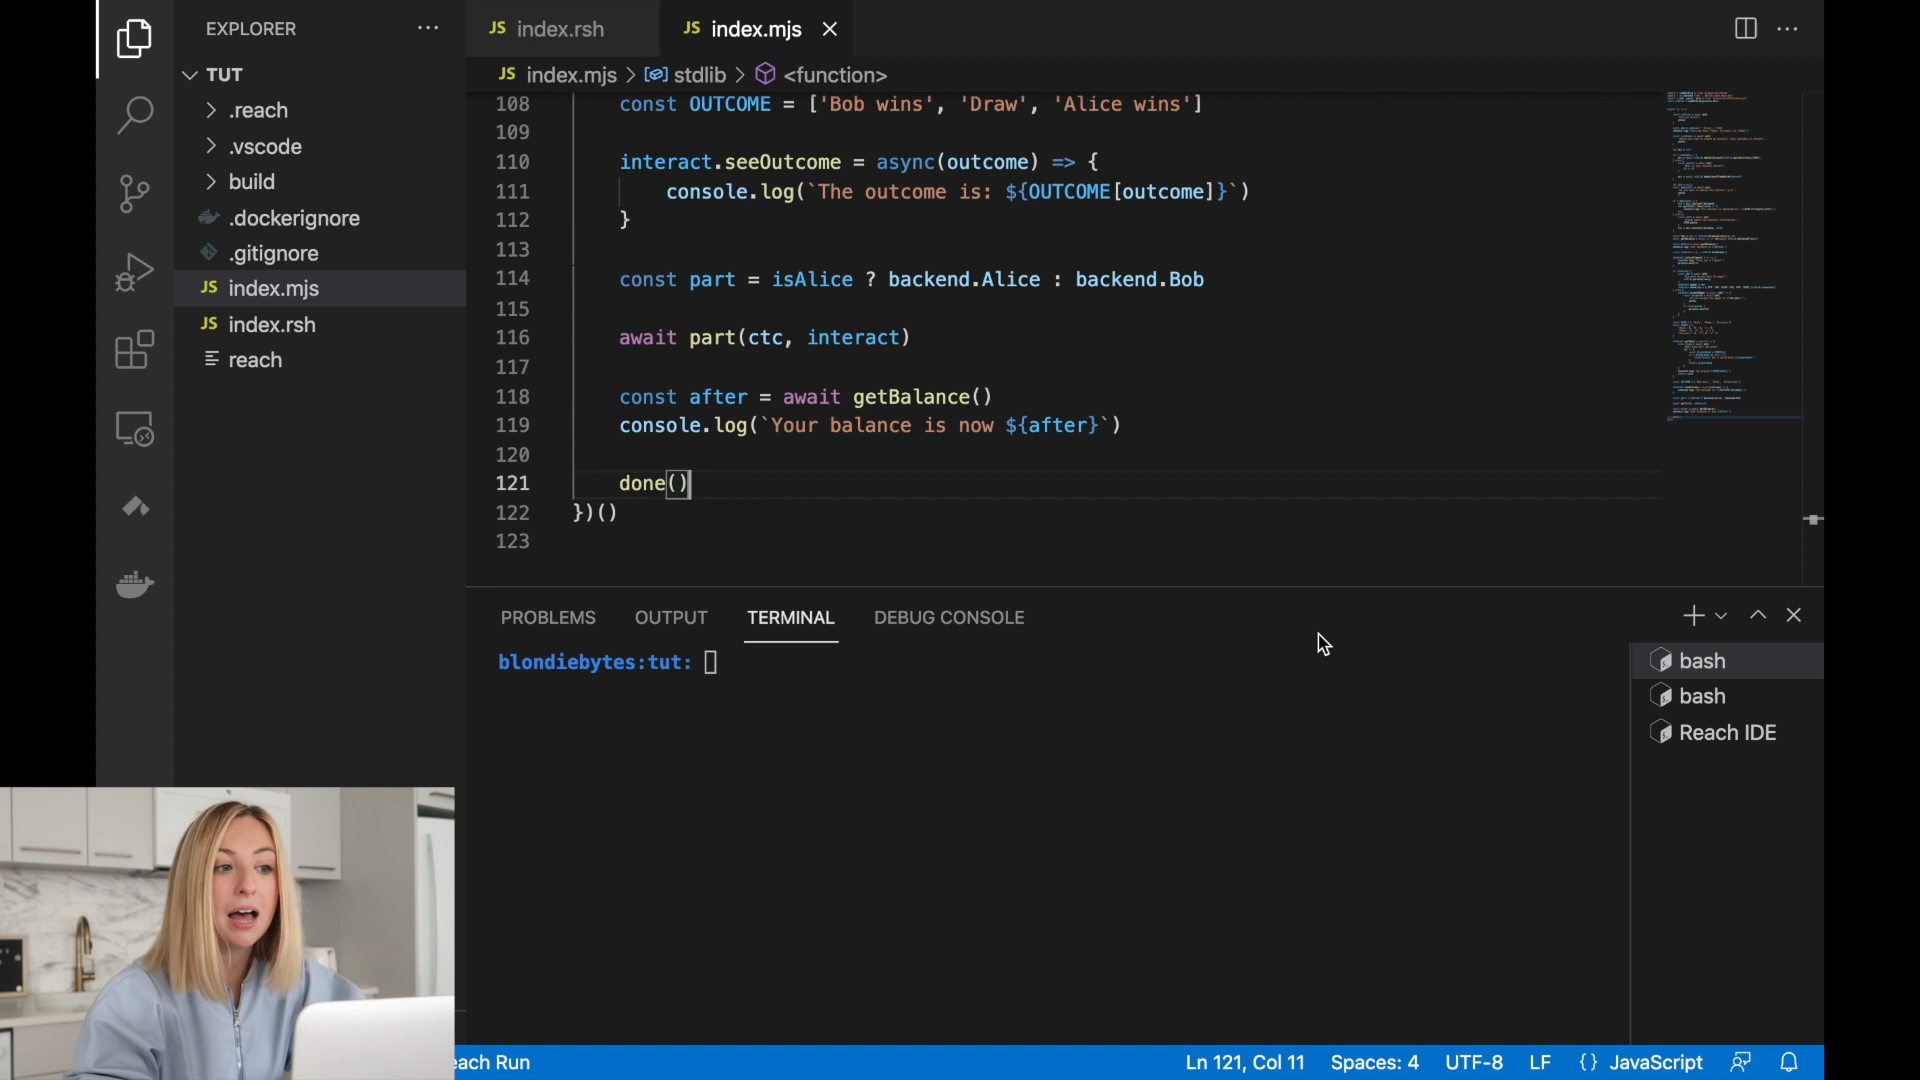 EXPLORER
JS index.rsh
JS index.mjs
JS index.mjs > stdlib > <function>
TUT
.reach
.vscode
build
.dockerignore
.gitignore
JS index.mjs
JS index.rsh
reach
108 const OUTCOME = ['Bob wins', 'Draw', 'Alice wins']
109
110 interact.seeOutcome = async(outcome) => {
111 console.log(`The outcome is: ${OUTCOME[outcome]}`)
112 }
113
114 const part = isAlice ? backend.Alice : backend.Bob
115
116 await part(ctc, interact)
117
118 const after = await getBalance()
119 console.log(`Your balance is now ${after}`)
120
121 done()
122 })()
123
PROBLEMS OUTPUT TERMINAL DEBUG CONSOLE
blondiebytes:tut:
bash
bash
Reach IDE
each Run
Ln 121, Col 11 Spaces: 4 UTF-8 LF {} JavaScript